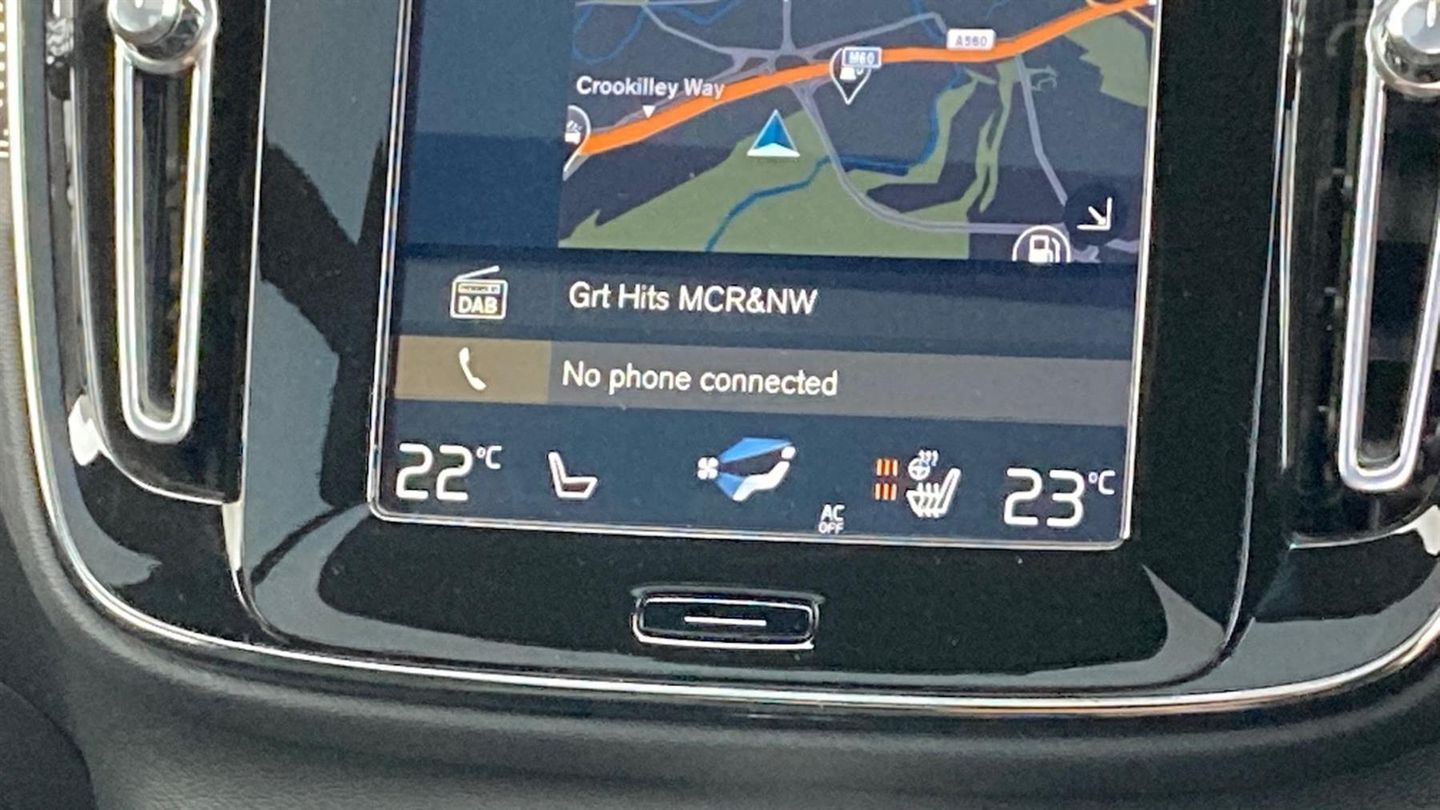 A560
M60
Crookilley Way
DAB
Grt Hits MCR&NW
No phone connected
22°C
AC
OFF
23°C